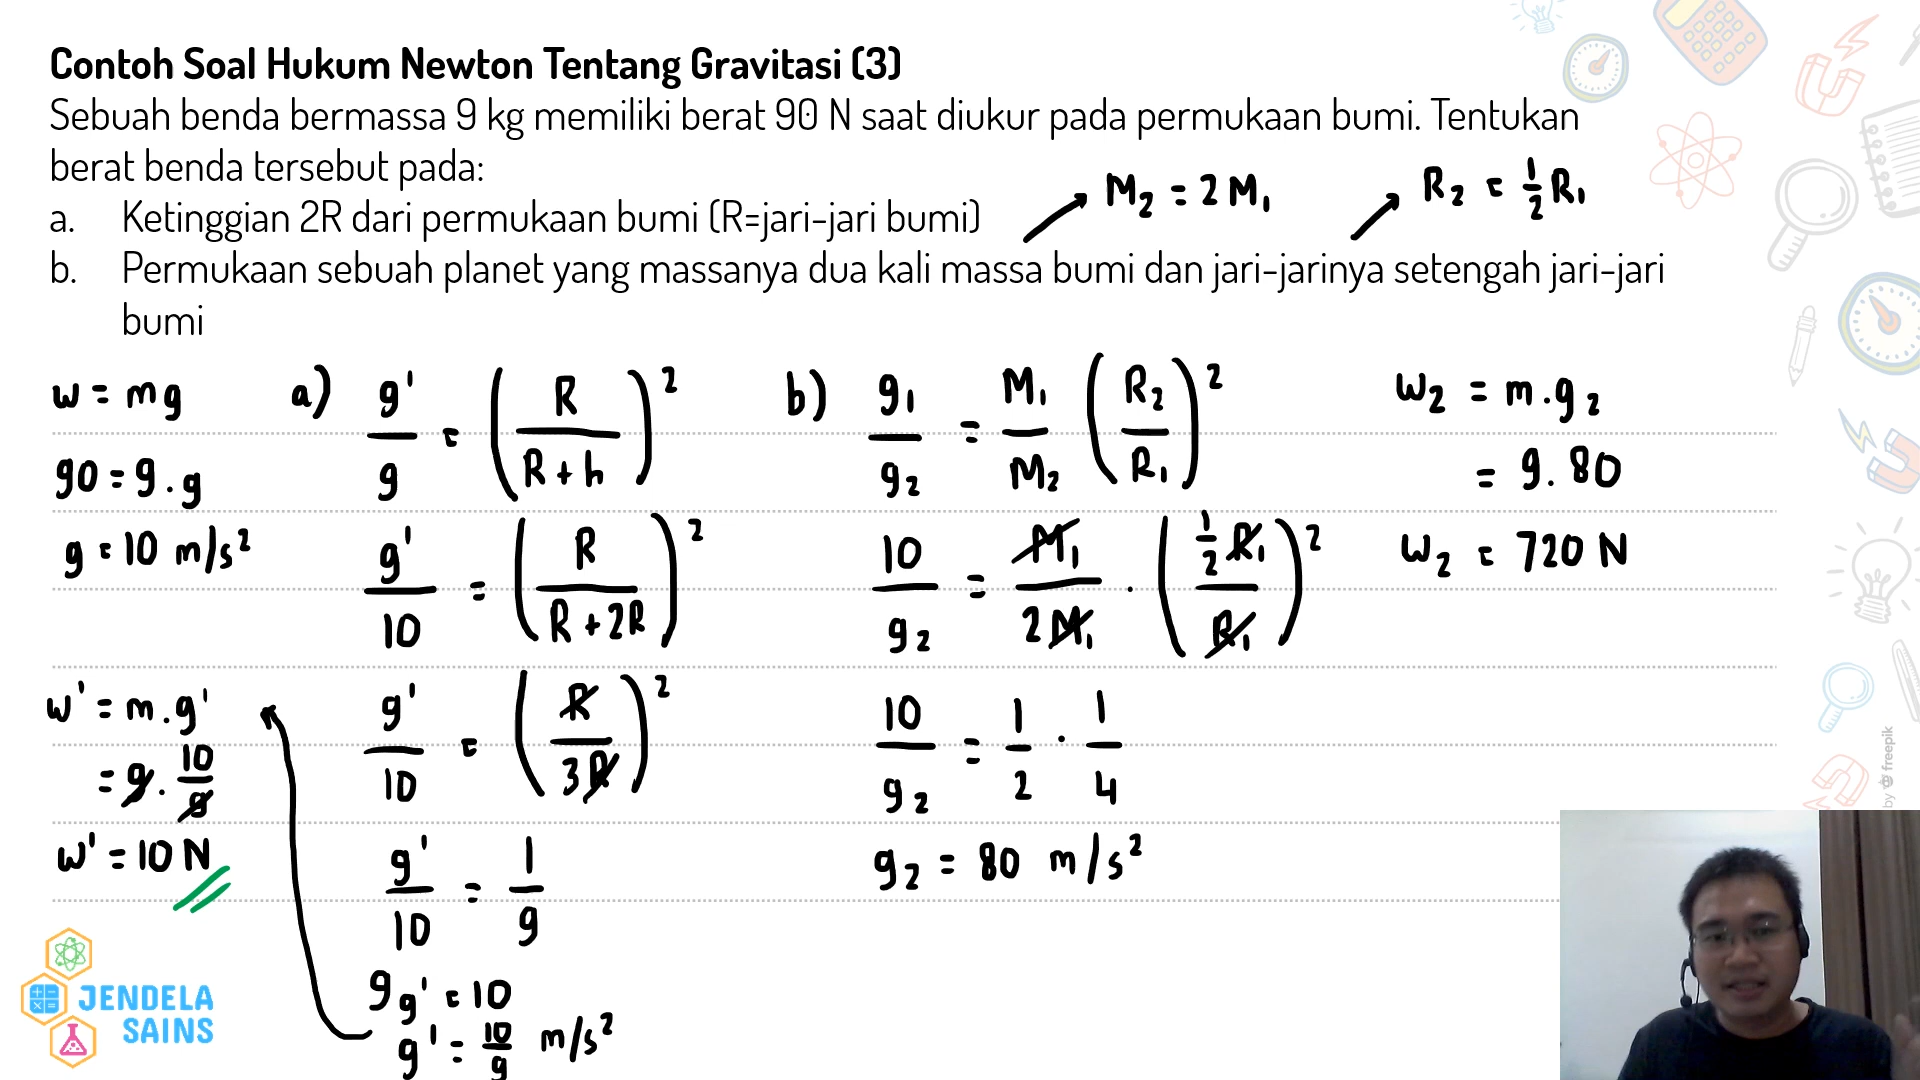 Contoh Soal Hukum Newton Tentang Gravitasi (3)
Sebuah benda bermassa 9 kg memiliki berat 90 N saat diukur pada permukaan bumi. Tentukan
berat benda tersebut pada:
a. Ketinggian 2R dari permukaan bumi (R=jari-jari bumi)
b. Permukaan sebuah planet yang massanya dua kali massa bumi dan jari-jarinya setengah jari-jari
bumi
M₂ = 2 M₁
R₂ = 1/2 R₁
w = mg
90 = 9 . g
g = 10 m/s²
a) g'/g = (R/(R + h))²
g'/10 = (R/(R + 2R))²
g'/10 = (R/3R)²
g'/10 = 1/9
9g' = 10
g' = 10/9 m/s²
w' = m . g'
= 9 . 10/9
w' = 10 N
b) g₁/g₂ = M₁/M₂ (R₂/R₁)²
10/g₂ = M₁/2M₁ . (1/2 R₁/R₁)²
10/g₂ = 1/2 . 1/4
g₂ = 80 m/s²
w₂ = m . g₂
= 9 . 80
w₂ = 720 N
JENDELA
SAINS
by freepik